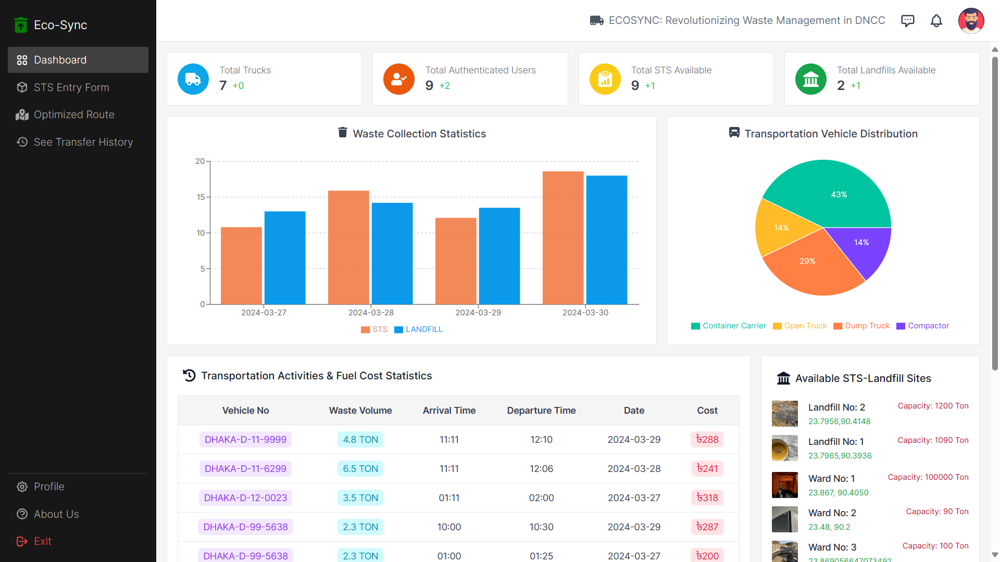 Eco-Sync
Dashboard
STS Entry Form
Optimized Route
See Transfer History
Profile
About Us
Exit
ECOSYNC: Revolutionizing Waste Management in DNCC
Total Trucks
7 +0
Total Authenticated Users
9 +2
Total STS Available
9 +1
Total Landfills Available
2 +1
Waste Collection Statistics
20
15
10
5
0
2024-03-27 2024-03-28 2024-03-29 2024-03-30
STS LANDFILL
Transportation Vehicle Distribution
43%
14%
14%
29%
Container Carrier Open Truck Dump Truck Compactor
Transportation Activities & Fuel Cost Statistics
Vehicle No Waste Volume Arrival Time Departure Time Date Cost
DHAKA-D-11-9999 4.8 TON 11:11 12:10 2024-03-29 ৳288
DHAKA-D-11-6299 6.5 TON 11:11 12:06 2024-03-28 ৳241
DHAKA-D-12-0023 3.5 TON 01:11 02:00 2024-03-27 ৳318
DHAKA-D-99-5638 2.3 TON 10:00 10:30 2024-03-29 ৳287
DHAKA-D-99-5638 2.3 TON 01:00 01:25 2024-03-27 ৳200
Available STS-Landfill Sites
Landfill No: 2 Capacity: 1200 Ton
23.7956,90.4148
Landfill No: 1 Capacity: 1090 Ton
23.7965,90.3936
Ward No: 1 Capacity: 100000 Ton
23.867, 90.4050
Ward No: 2 Capacity: 90 Ton
23.48, 90.2
Ward No: 3 Capacity: 100 Ton
23.869056647073492